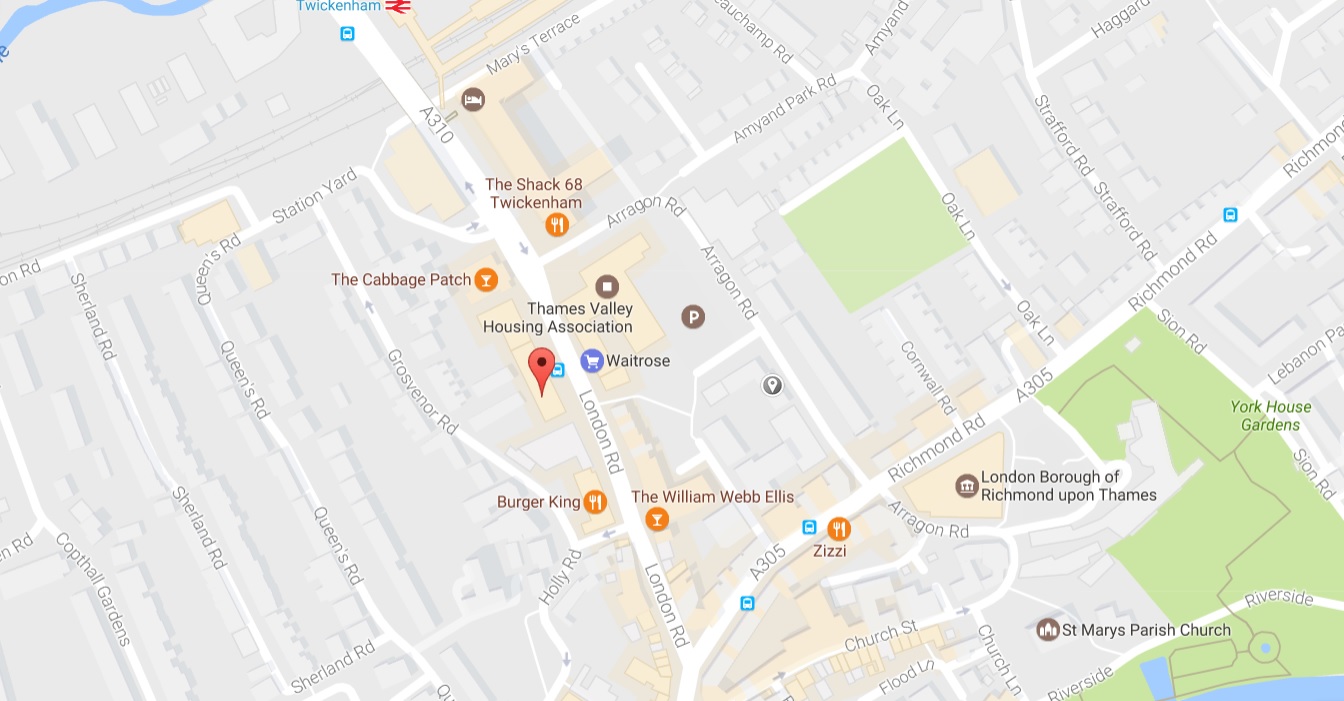 Twickenham
Mary's Terrace
Beauchamp Rd
Amyand
Haggard
A310
Amyand Park Rd
Oak Ln
Strafford Rd
Strafford Rd
Richmond
The Shack 68
Twickenham
Station Yard
Arragon Rd
Oak Ln
Richmond Rd
Queen's Rd
on Rd
The Cabbage Patch
Arragon Rd
Sherland Rd
Thames Valley
Housing Association
Oak Ln
Sion Rd
P
Waitrose
Lebanon Pa
Queen's Rd
Grosvenor Rd
Cornwall Rd
A305
York House
Gardens
London Rd
Richmond Rd
Sion Rd
London Borough of
Richmond upon Thames
Burger King
The William Webb Ellis
Sherland Rd
Queen's Rd
Arragon Rd
Zizzi
en Rd
Copthall Gardens
A305
Holly Rd
London Rd
Riverside
Church St
St Marys Parish Church
Sherland Rd
Church Ln
Flood Ln
Riverside
Qu